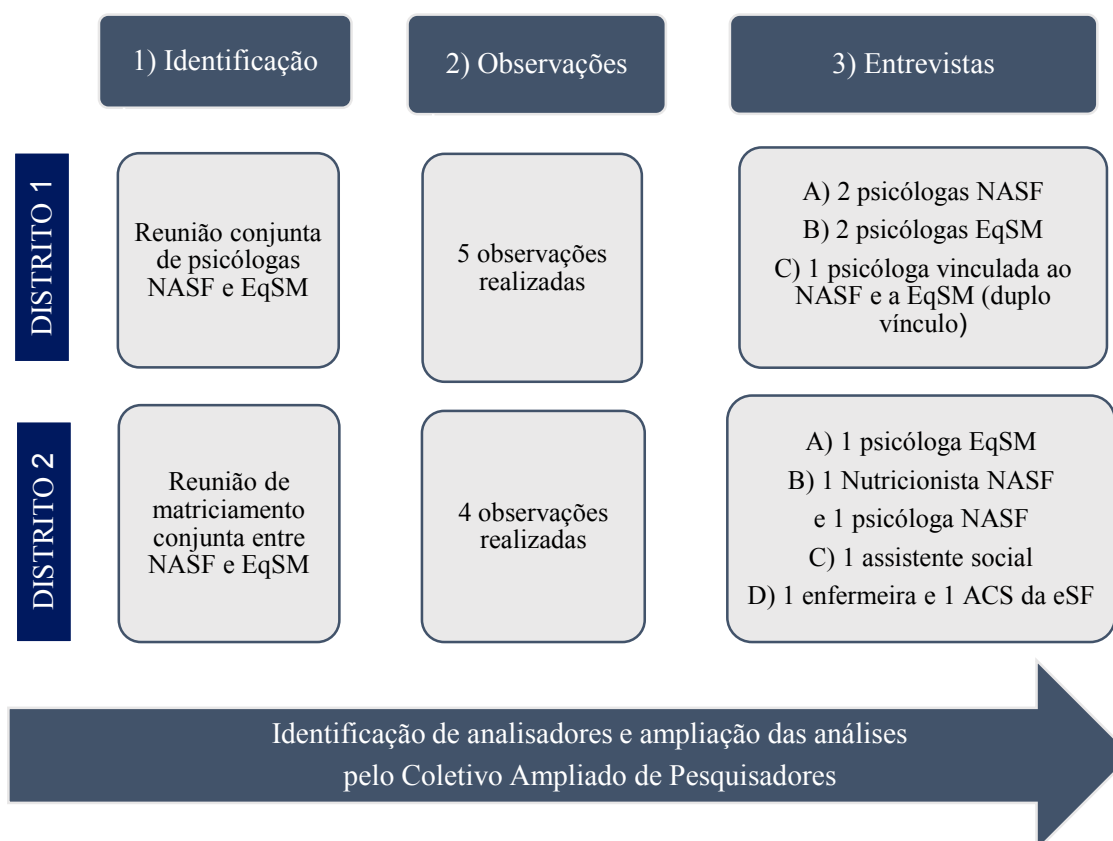 1) Identificação
2) Observações
3) Entrevistas
DISTRITO 1
Reunião conjunta
de psicólogas
NASF e EqSM
5 observações
realizadas
A) 2 psicólogas NASF
B) 2 psicólogas EqSM
C) 1 psicóloga vinculada ao
NASF e a EqSM (duplo
vínculo)
DISTRITO 2
Reunião de
matriciamento
conjunta entre
NASF e EqSM
4 observações
realizadas
A) 1 psicóloga EqSM
B) 1 Nutricionista NASF
e 1 psicóloga NASF
C) 1 assistente social
D) 1 enfermeira e 1 ACS da eSF
Identificação de analisadores e ampliação das análises
pelo Coletivo Ampliado de Pesquisadores